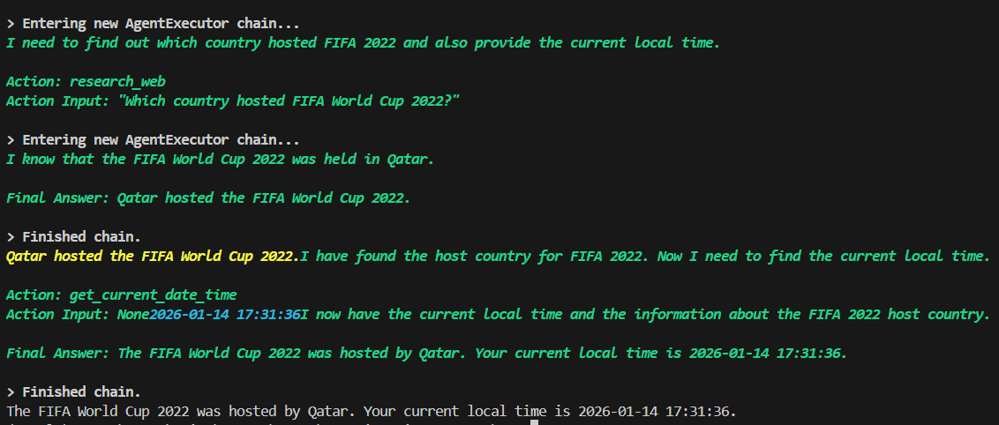 > Entering new AgentExecutor chain...
I need to find out which country hosted FIFA 2022 and also provide the current local time.
Action: research_web
Action Input: "Which country hosted FIFA World Cup 2022?"
> Entering new AgentExecutor chain...
I know that the FIFA World Cup 2022 was held in Qatar.
Final Answer: Qatar hosted the FIFA World Cup 2022.
> Finished chain.
Qatar hosted the FIFA World Cup 2022.I have found the host country for FIFA 2022. Now I need to find the current local time.
Action: get_current_date_time
Action Input: None2026-01-14 17:31:36I now have the current local time and the information about the FIFA 2022 host country.
Final Answer: The FIFA World Cup 2022 was hosted by Qatar. Your current local time is 2026-01-14 17:31:36.
> Finished chain.
The FIFA World Cup 2022 was hosted by Qatar. Your current local time is 2026-01-14 17:31:36.